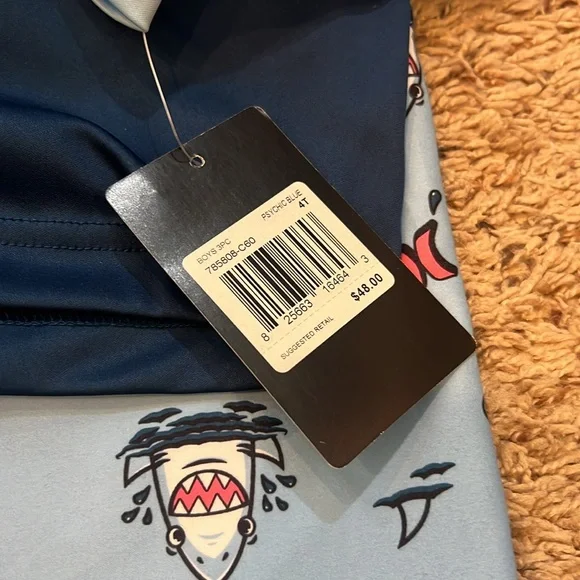 BOYS 3PC
PSYCHIC BLUE
785808-C60
4T
8 25663 16464 3
SUGGESTED RETAIL
$48.00